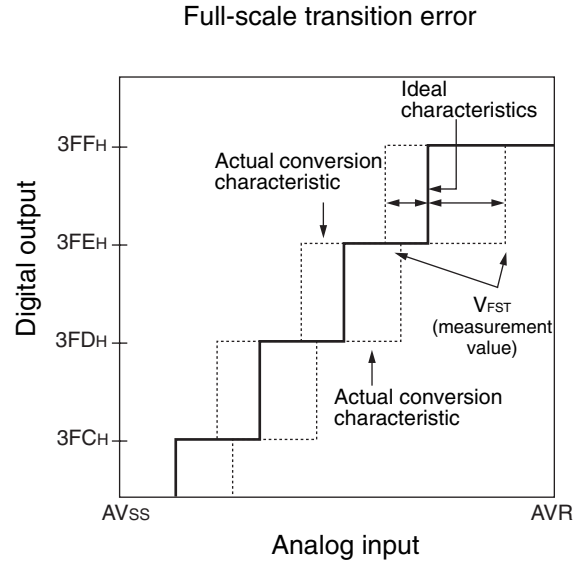 Full-scale transition error
Ideal
characteristics
3FFH
Actual conversion
characteristic
3FEH
Digital output
VFST
(measurement
value)
3FDH
Actual conversion
characteristic
3FCH
AVSS
AVR
Analog input